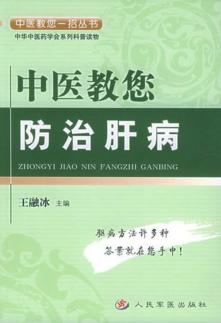 中医教您一招丛书
中华中医药学会系列科普读物
中医教您
防治肝病
ZHONGYI JIAO NIN FANGZHI GANBING
王融冰 主编
祛病方法许多种
答案就在您手中!
人民军医出版社